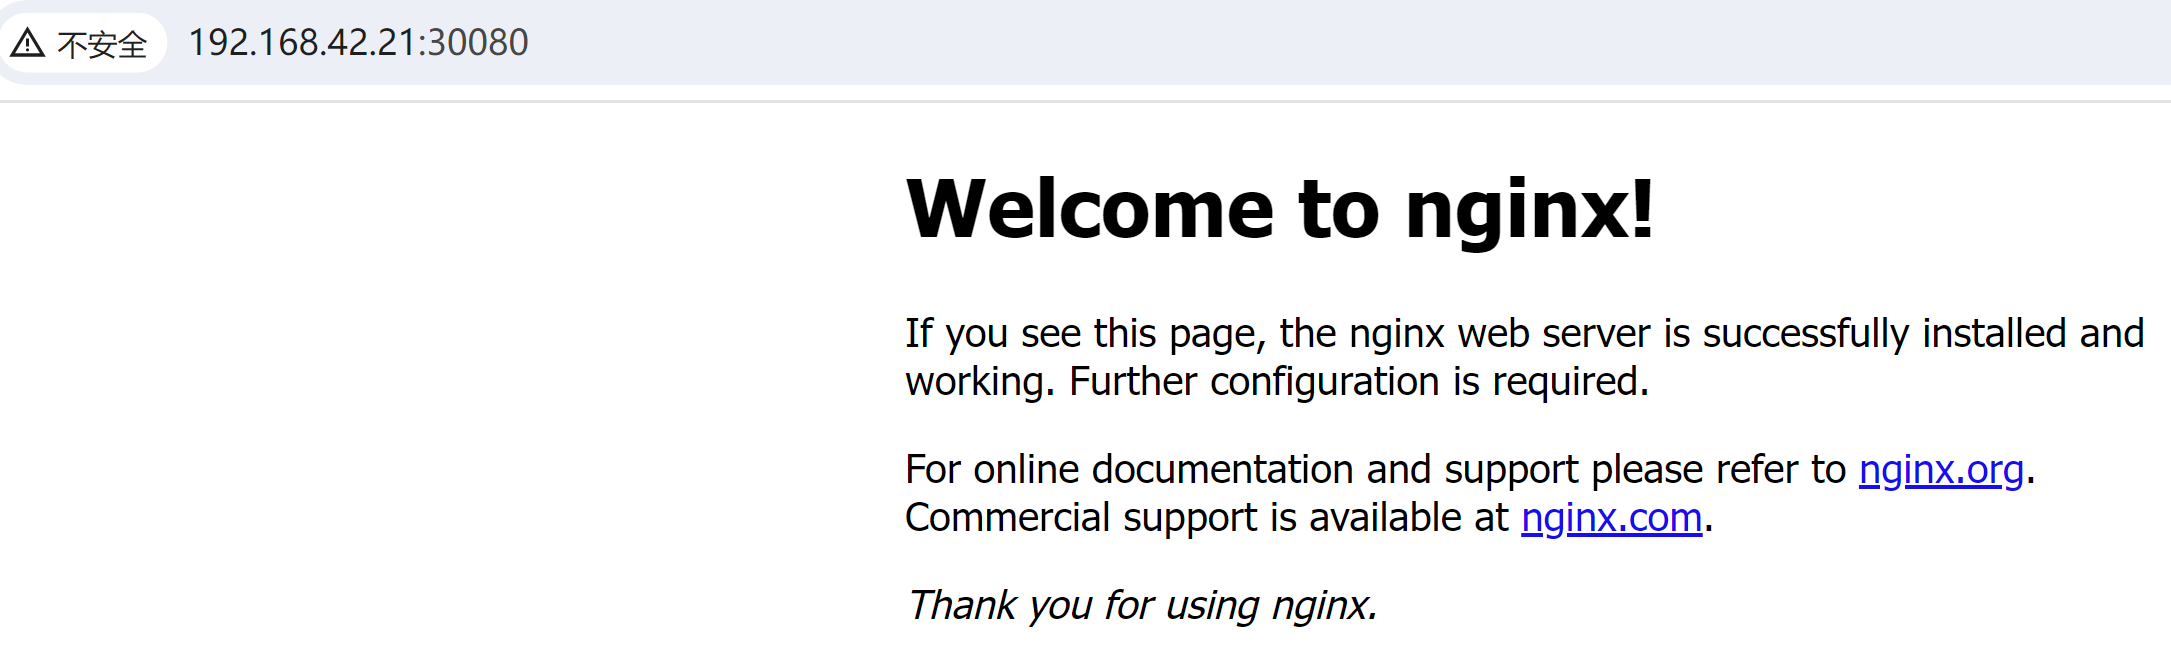 不安全 192.168.42.21:30080
Welcome to nginx!
If you see this page, the nginx web server is successfully installed and
working. Further configuration is required.
For online documentation and support please refer to nginx.org.
Commercial support is available at nginx.com.
Thank you for using nginx.